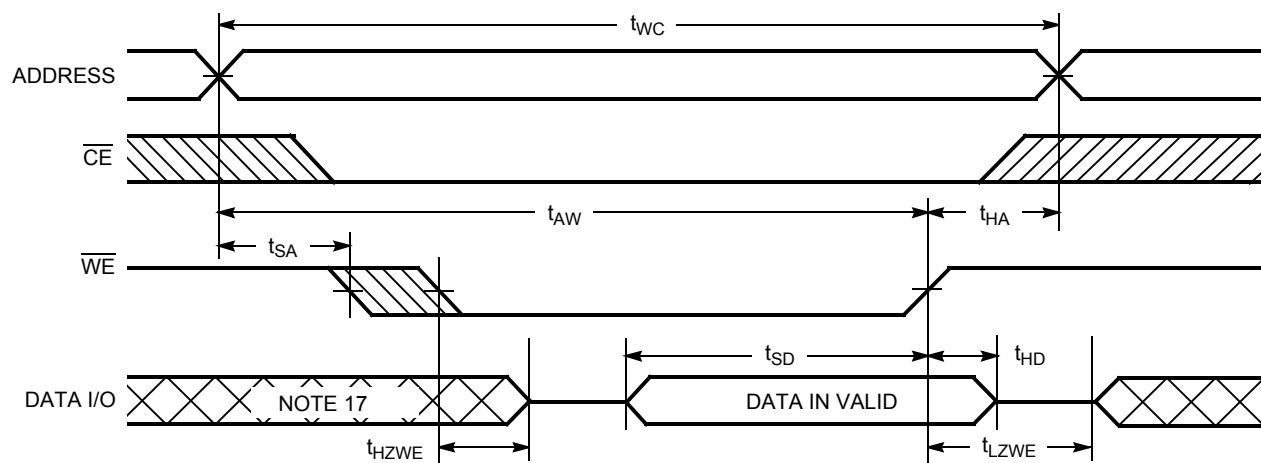 tWC
ADDRESS
CE
tAW
tHA
tSA
WE
tSD
tHD
DATA I/O
NOTE 17
DATA IN VALID
tHZWE
tLZWE